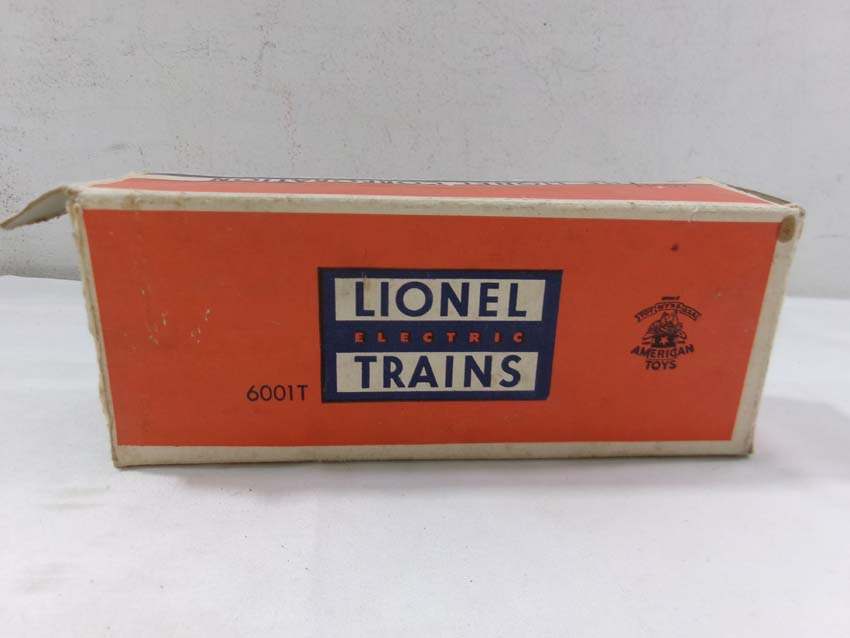 LIONEL
ELECTRIC
TRAINS
6001T
AMERICAN
TOYS